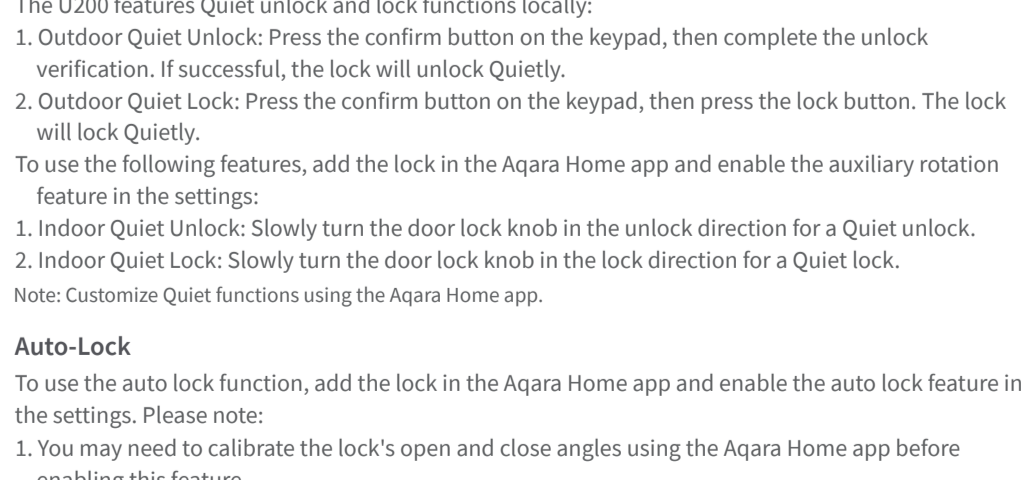 The U200 features Quiet unlock and lock functions locally:
1. Outdoor Quiet Unlock: Press the confirm button on the keypad, then complete the unlock
verification. If successful, the lock will unlock Quietly.
2. Outdoor Quiet Lock: Press the confirm button on the keypad, then press the lock button. The lock
will lock Quietly.
To use the following features, add the lock in the Aqara Home app and enable the auxiliary rotation
feature in the settings:
1. Indoor Quiet Unlock: Slowly turn the door lock knob in the unlock direction for a Quiet unlock.
2. Indoor Quiet Lock: Slowly turn the door lock knob in the lock direction for a Quiet lock.
Note: Customize Quiet functions using the Aqara Home app.
Auto-Lock
To use the auto lock function, add the lock in the Aqara Home app and enable the auto lock feature in
the settings. Please note:
1. You may need to calibrate the lock's open and close angles using the Aqara Home app before
enabling this feature.